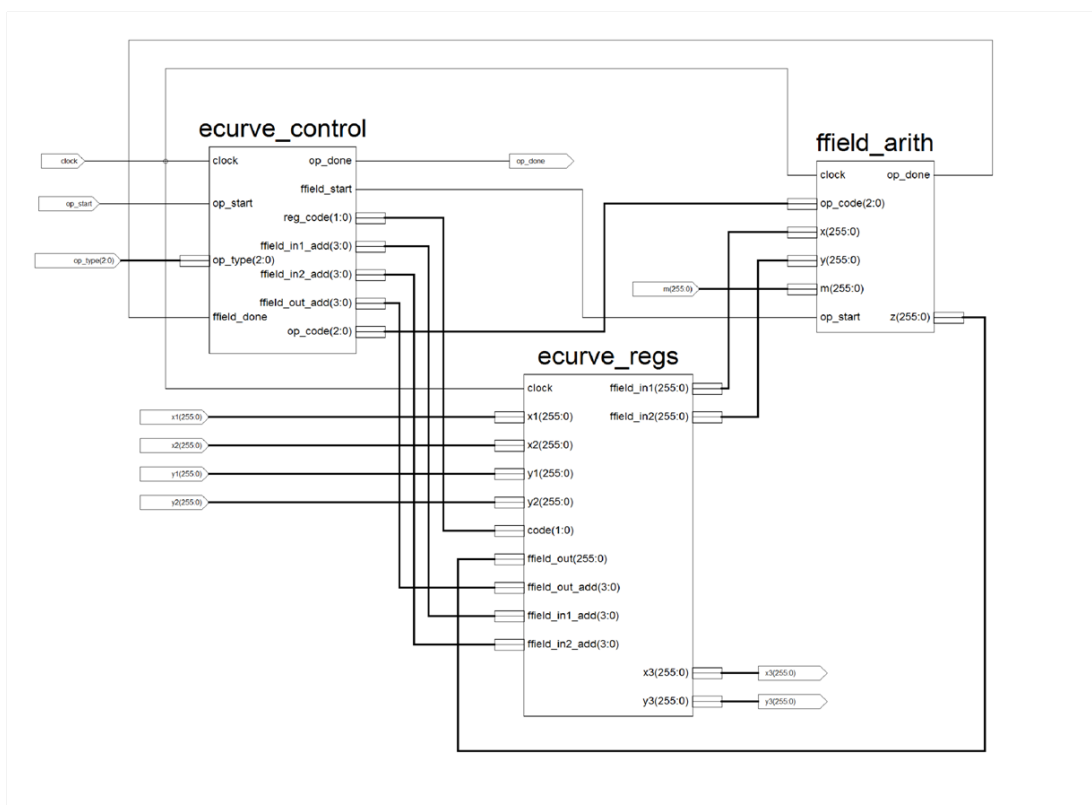 ecurve_control
clock
op_start
op_type(2:0)
clock
op_start
op_type(2:0)
ffield_done
op_done
ffield_start
reg_code(1:0)
ffield_in1_add(3:0)
ffield_in2_add(3:0)
ffield_out_add(3:0)
op_code(2:0)
op_done
ffield_arith
clock
op_code(2:0)
x(255:0)
y(255:0)
m(255:0)
op_start
op_done
z(255:0)
m(255:0)
ecurve_regs
x1(255:0)
x2(255:0)
y1(255:0)
y2(255:0)
clock
x1(255:0)
x2(255:0)
y1(255:0)
y2(255:0)
code(1:0)
ffield_out(255:0)
ffield_out_add(3:0)
ffield_in1_add(3:0)
ffield_in2_add(3:0)
ffield_in1(255:0)
ffield_in2(255:0)
x3(255:0)
y3(255:0)
x3(255:0)
y3(255:0)